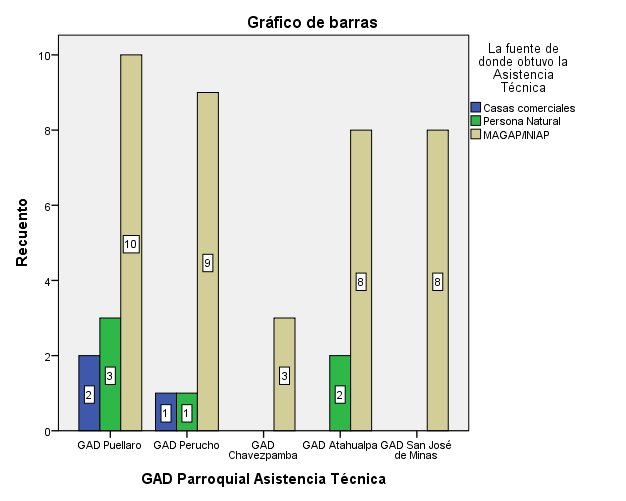 Gráfico de barras
La fuente de
donde obtuvo la
Asistencia
Técnica
Casas comerciales
Persona Natural
MAGAP/INIAP
Recuento
10
8
6
4
2
0
2
3
10
1
1
9
3
2
8
8
GAD Puellaro
GAD Perucho
GAD
Chavezpamba
GAD Atahualpa
GAD San José
de Minas
GAD Parroquial Asistencia Técnica